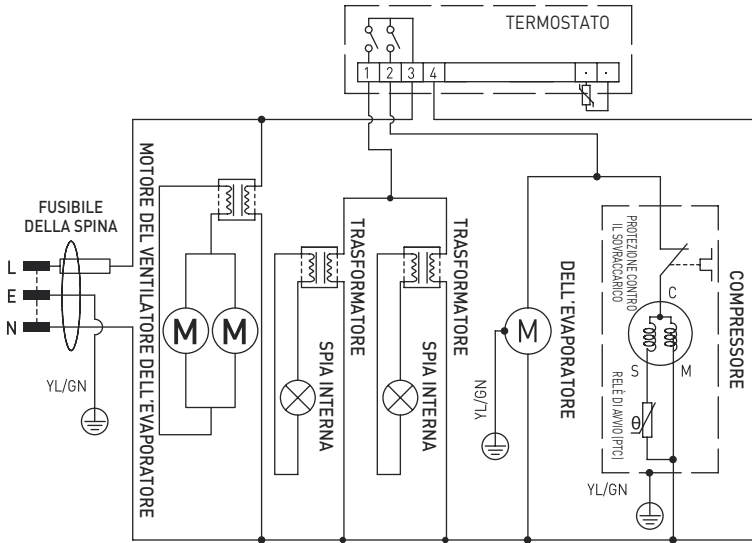 TERMOSTATO
1 2 3 4 · ·
MOTORE DEL VENTILATORE DELL'EVAPORATORE
FUSIBILE
DELLA SPINA
L
E
N
YL/GN
M M
TRASFORMATORE
SPIA INTERNA
TRASFORMATORE
SPIA INTERNA
M
YL/GN
DELL'EVAPORATORE
PROTEZIONE CONTRO
IL SOVRACCARICO
COMPRESSORE
C
S M
RELÈ DI AVVIO (PTC)
θ
YL/GN